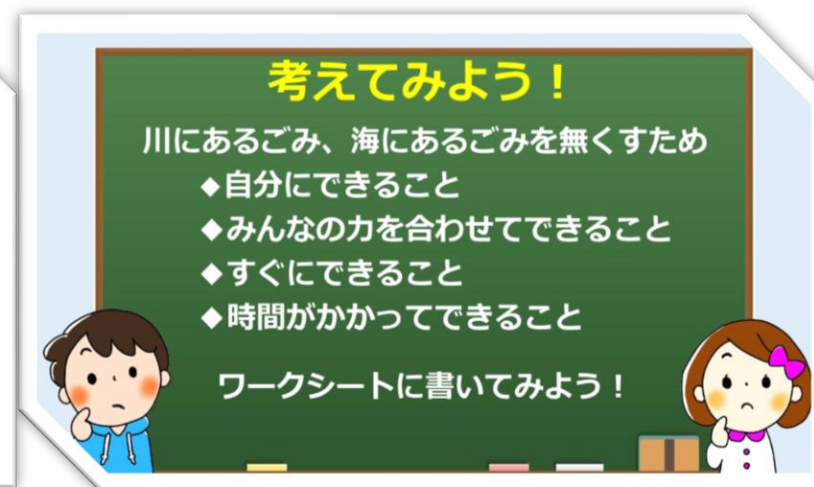 考えてみよう！
川にあるごみ、海にあるごみを無くすため
◆自分にできること
◆みんなの力を合わせてできること
◆すぐにできること
◆時間がかかってできること
ワークシートに書いてみよう！